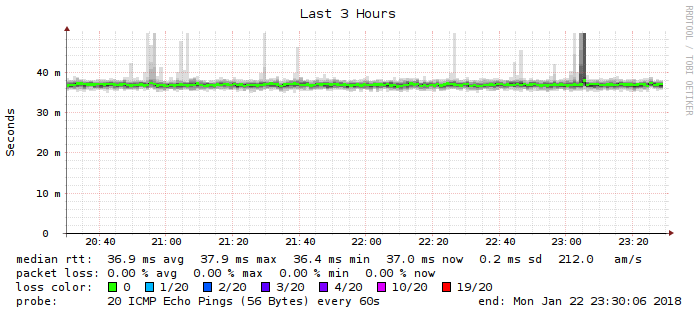 Last 3 Hours
RRDTOOL / TOBI OETIKER
Seconds
40 m
30 m
20 m
10 m
0
20:40 21:00 21:20 21:40 22:00 22:20 22:40 23:00 23:20
median rtt: 36.9 ms avg 37.9 ms max 36.4 ms min 37.0 ms now 0.2 ms sd 212.0 am/s
packet loss: 0.00 % avg 0.00 % max 0.00 % min 0.00 % now
loss color: 0 1/20 2/20 3/20 4/20 10/20 19/20
probe: 20 ICMP Echo Pings (56 Bytes) every 60s end: Mon Jan 22 23:30:06 2018